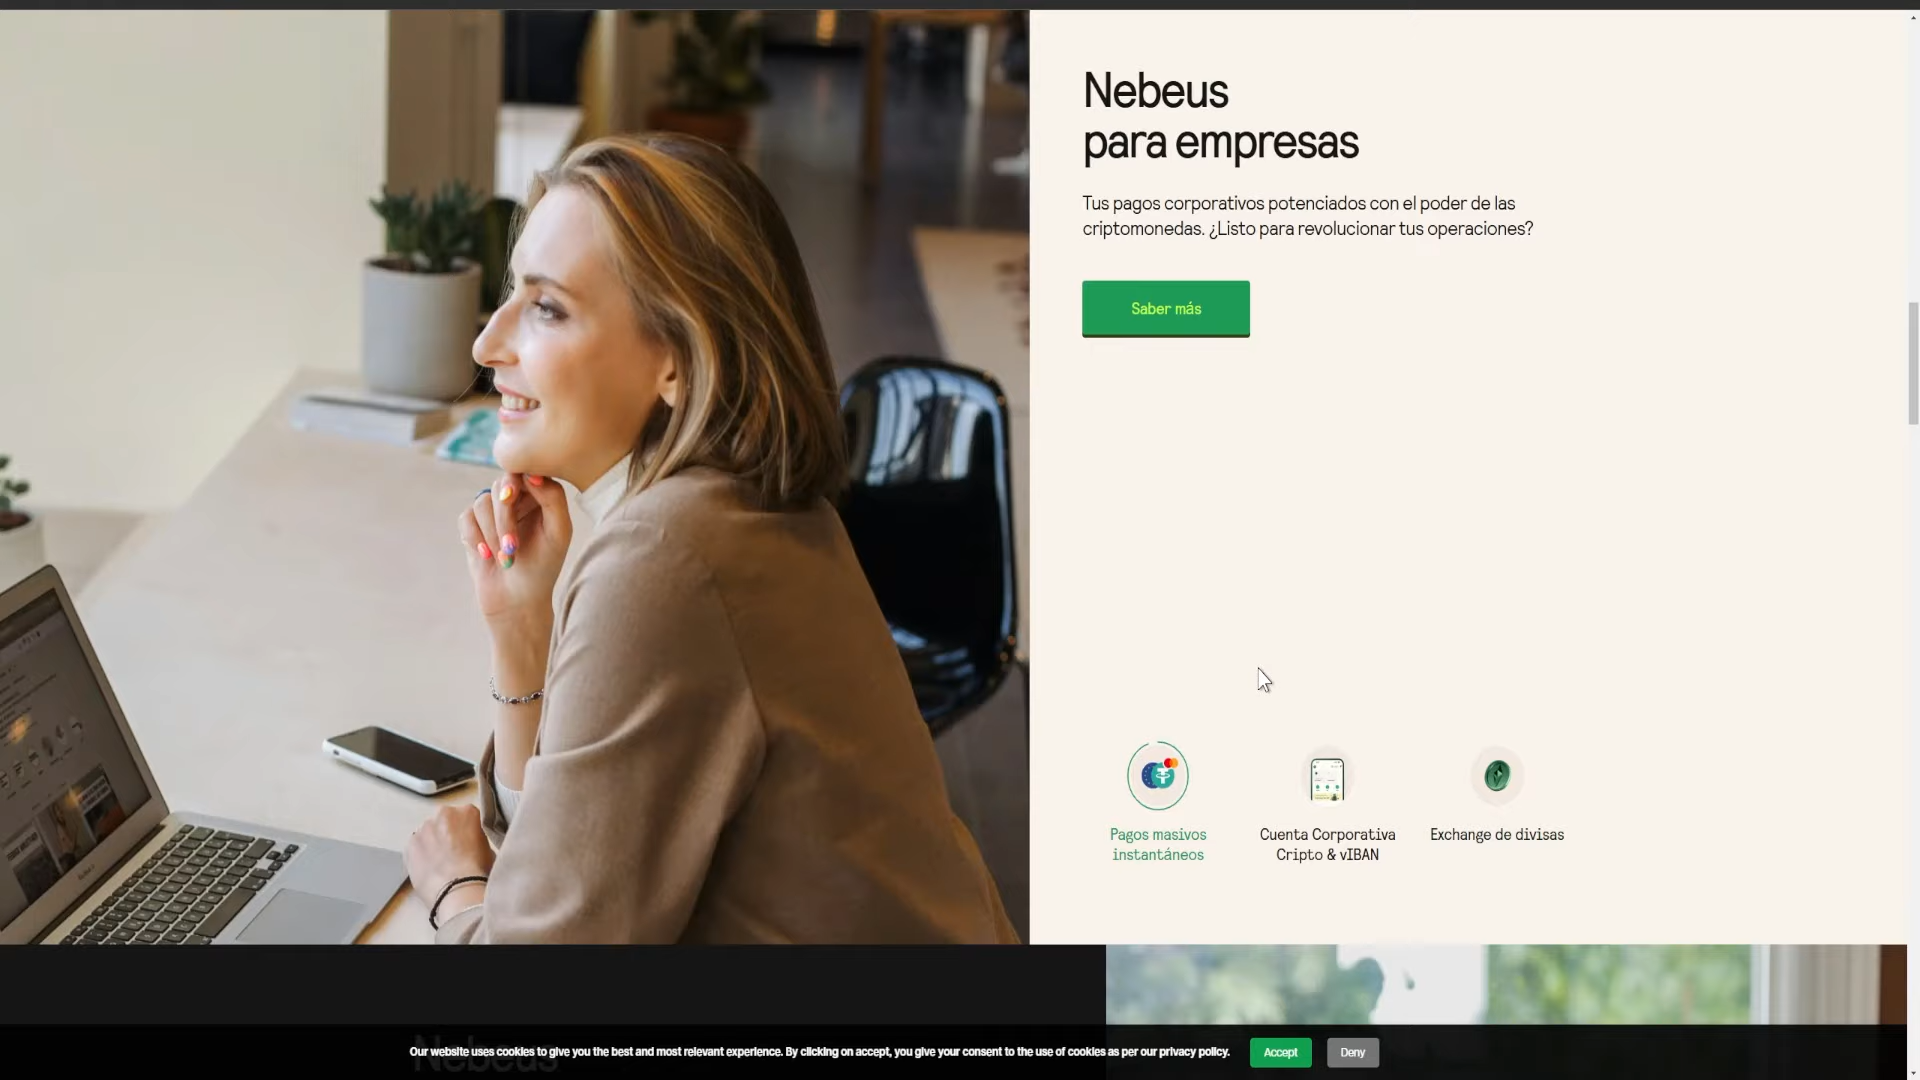 Nebeus
para empresas
Tus pagos corporativos potenciados con el poder de las
criptomonedas. ¿Listo para revolucionar tus operaciones?
Saber más
Pagos masivos
instantáneos
Cuenta Corporativa
Cripto & vIBAN
Exchange de divisas
Nebeus
Our website uses cookies to give you the best and most relevant experience. By clicking on accept, you give your consent to the use of cookies as per our privacy policy.
Accept
Deny